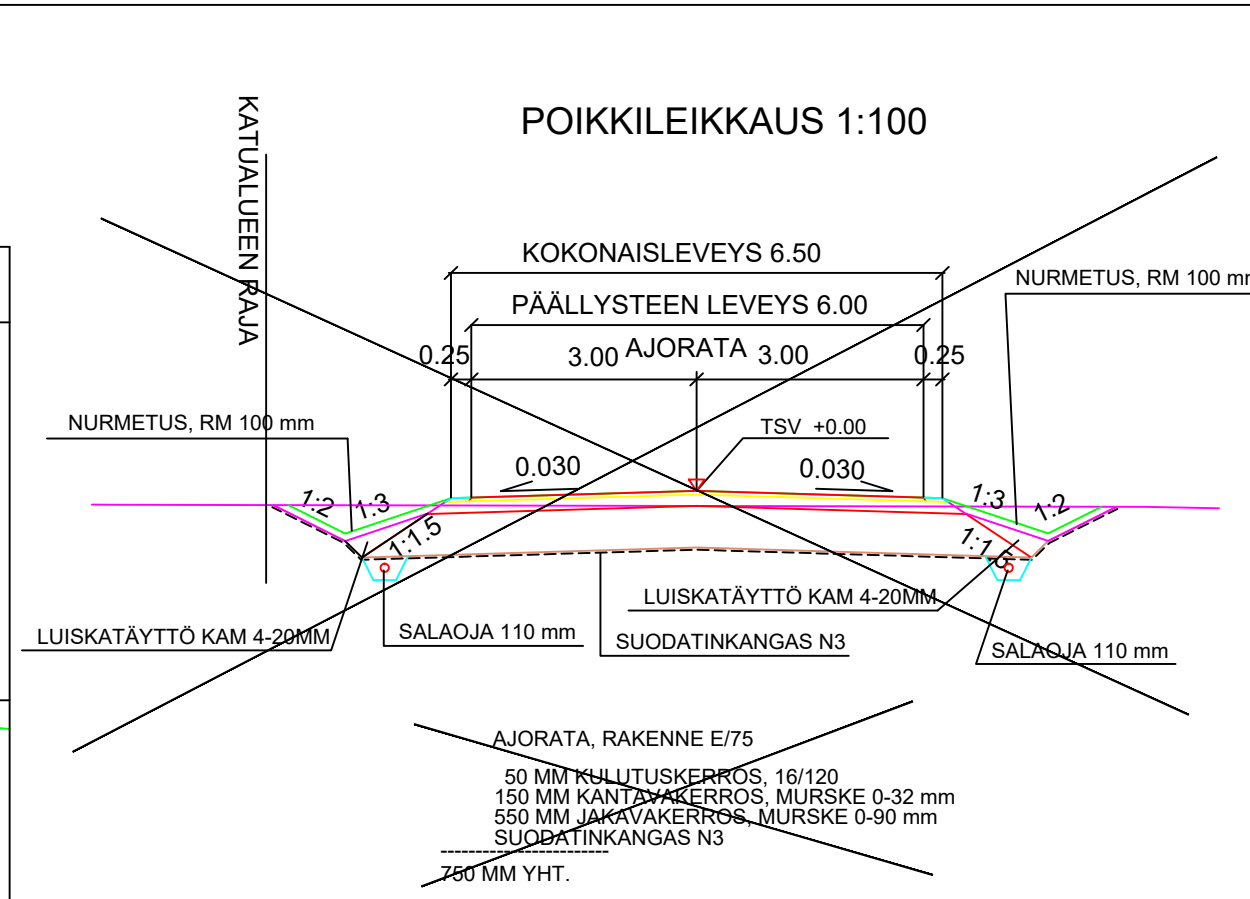 POIKKILEIKKAUS 1:100
KATUALUEEN RAJA
KOKONAISLEVEYS 6.50
NURMETUS, RM 100 mm
PÄÄLLYSTEEN LEVEYS 6.00
0.25
3.00
AJORATA
3.00
0.25
NURMETUS, RM 100 mm
TSV +0.00
0.030
0.030
1:2
1:3
1:3
1:2
1:1.5
1:1.5
LUISKATÄYTTÖ KAM 4-20MM
LUISKATÄYTTÖ KAM 4-20MM
SALAOJA 110 mm
SUODATINKANGAS N3
SALAOJA 110 mm
AJORATA, RAKENNE E/75
50 MM KULUTUSKERROS, 16/120
150 MM KANTAVAKERROS, MURSKE 0-32 mm
550 MM JAKAVAKERROS, MURSKE 0-90 mm
SUODATINKANGAS N3
750 MM YHT.